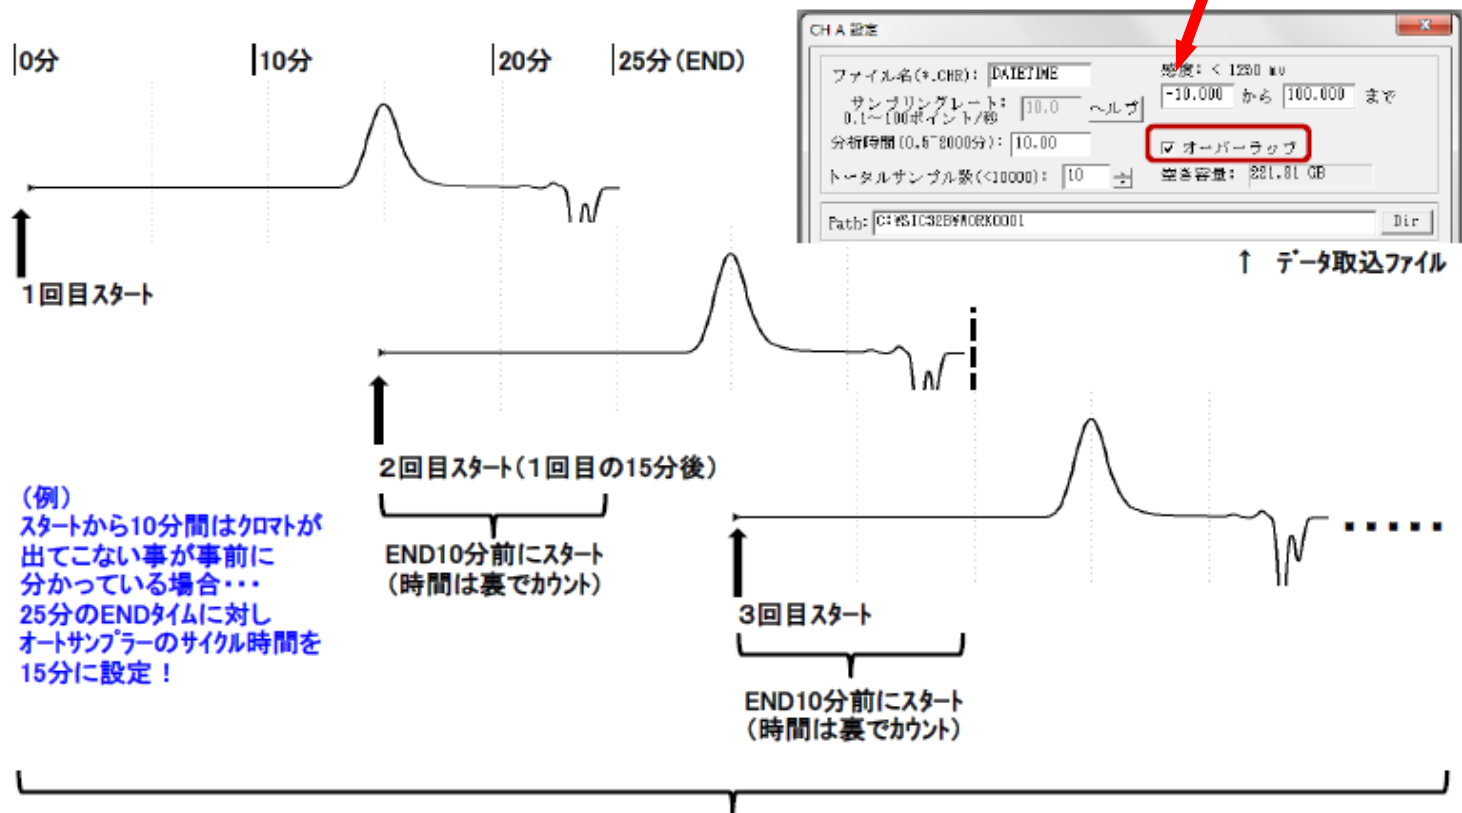 0分
10分
20分
25分(END)
CH A 設定
ファイル名(*.CHR): DATETIME
感度: < 1250 mv
-10.000 から 100.000 まで
サンプリングレート: 10.0 ヘルプ
0.1～100ポイント/秒
分析時間(0.5~2000分): 10.00
オーバーラップ
トータルサンプル数(<10000): 10
空き容量: 221.81 GB
Path: C:¥SIC32B¥WORK0001 Dir
↑ データ取込ファイル
1回目スタート
2回目スタート(1回目の15分後)
END10分前にスタート
(時間は裏でカウント)
(例)
スタートから10分間はクロマトが
出てこない事が事前に
分かっている場合・・・
25分のENDタイムに対し
オートサンプラーのサイクル時間を
15分に設定！
3回目スタート
END10分前にスタート
(時間は裏でカウント)